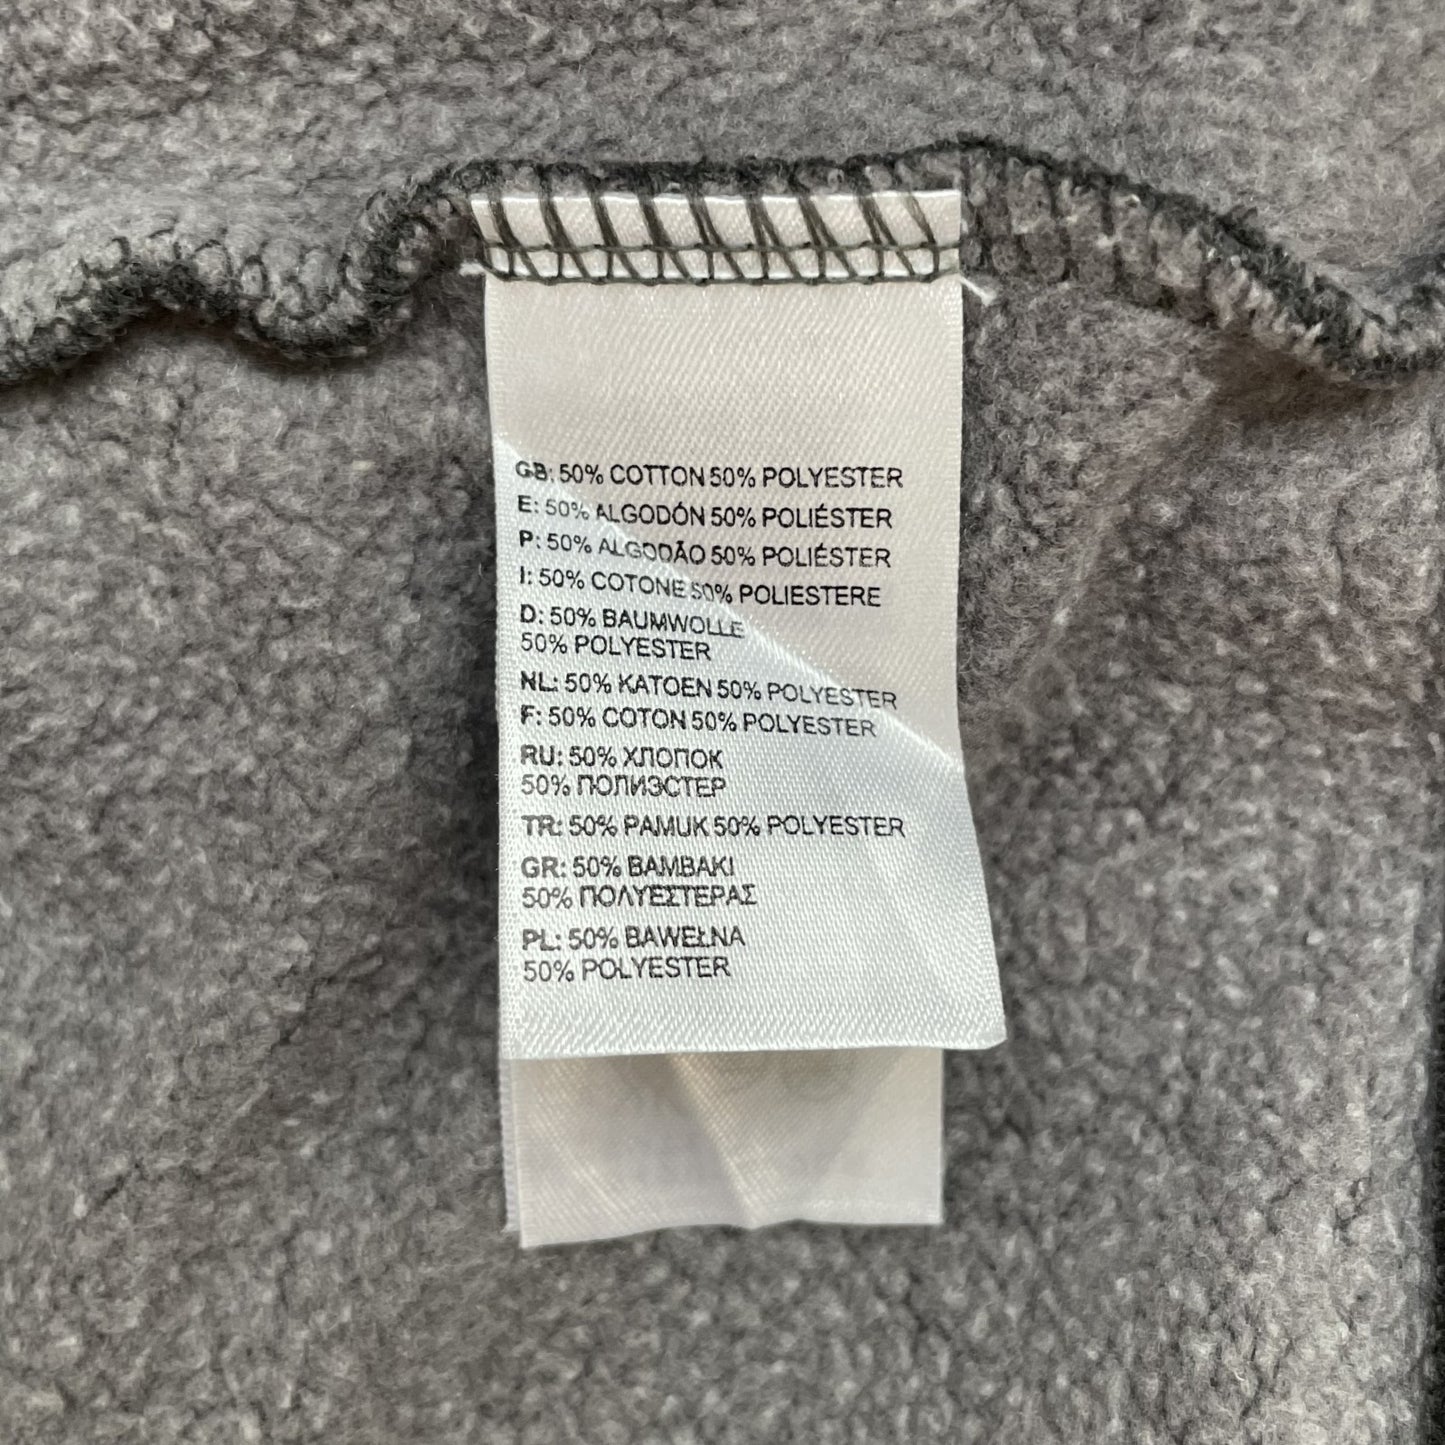 GB: 50% COTTON 50% POLYESTER
E: 50% ALGODÓN 50% POLIÉSTER
P: 50% ALGODÃO 50% POLIÉSTER
I: 50% COTONE 50% POLIESTERE
D: 50% BAUMWOLLE
50% POLYESTER
NL: 50% KATOEN 50% POLYESTER
F: 50% COTON 50% POLYESTER
RU: 50% ХЛОПОК
50% ПОЛИЭСТЕР
TR: 50% PAMUK 50% POLYESTER
GR: 50% ΒΑΜΒΑΚΙ
50% ΠΟΛΥΕΣΤΕΡΑΣ
PL: 50% BAWEŁNA
50% POLYESTER